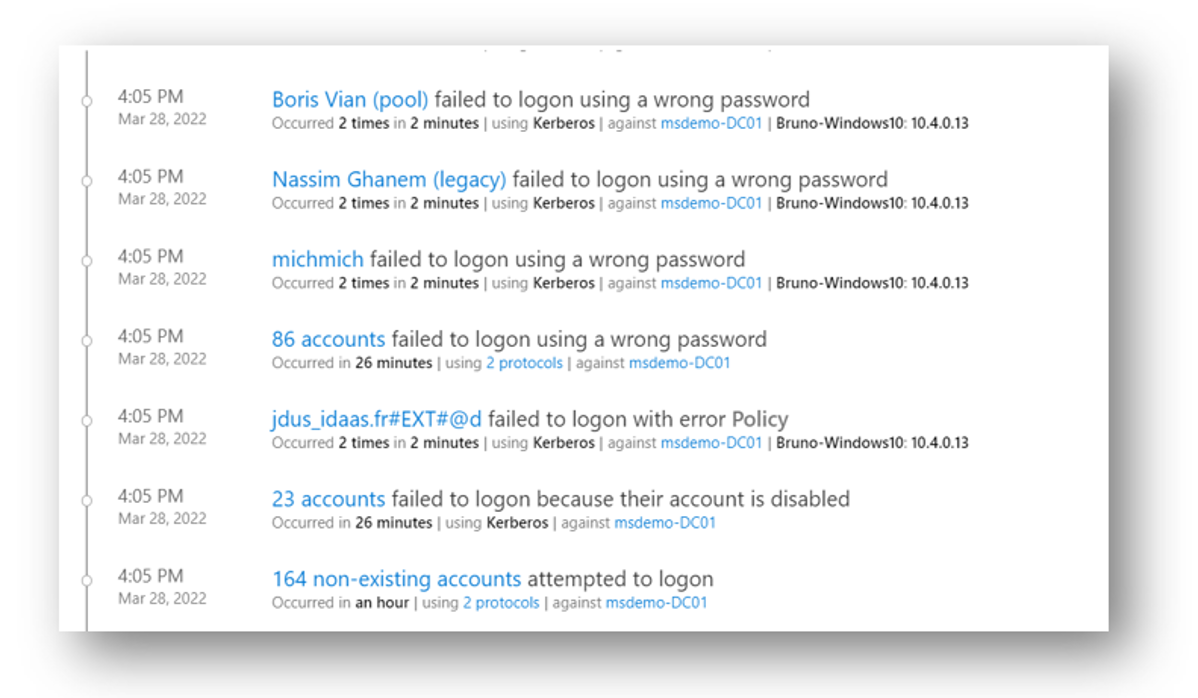 4:05 PM
Mar 28, 2022
Boris Vian (pool) failed to logon using a wrong password
Occurred 2 times in 2 minutes | using Kerberos | against msdemo-DC01 | Bruno-Windows10: 10.4.0.13
4:05 PM
Mar 28, 2022
Nassim Ghanem (legacy) failed to logon using a wrong password
Occurred 2 times in 2 minutes | using Kerberos | against msdemo-DC01 | Bruno-Windows10: 10.4.0.13
4:05 PM
Mar 28, 2022
michmich failed to logon using a wrong password
Occurred 2 times in 2 minutes | using Kerberos | against msdemo-DC01 | Bruno-Windows10: 10.4.0.13
4:05 PM
Mar 28, 2022
86 accounts failed to logon using a wrong password
Occurred in 26 minutes | using 2 protocols | against msdemo-DC01
4:05 PM
Mar 28, 2022
jdus_idaas.fr#EXT#@d failed to logon with error Policy
Occurred 2 times in 2 minutes | using Kerberos | against msdemo-DC01 | Bruno-Windows10: 10.4.0.13
4:05 PM
Mar 28, 2022
23 accounts failed to logon because their account is disabled
Occurred in 26 minutes | using Kerberos | against msdemo-DC01
4:05 PM
Mar 28, 2022
164 non-existing accounts attempted to logon
Occurred in an hour | using 2 protocols | against msdemo-DC01